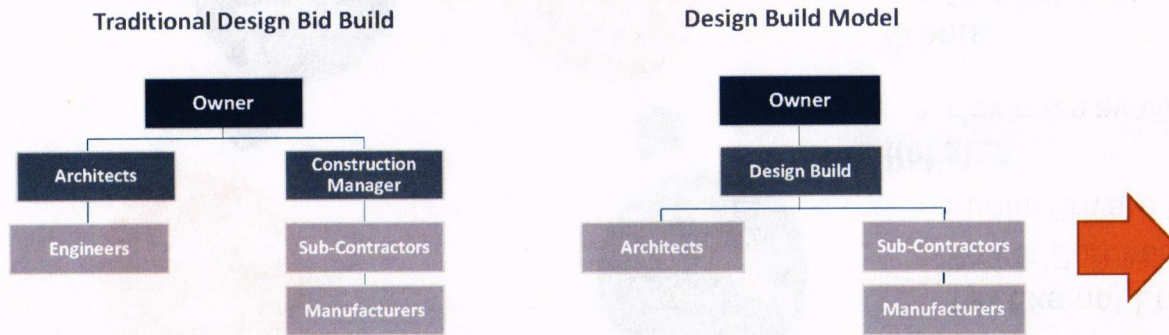 Traditional Design Bid Build
Owner
Architects
Construction
Manager
Engineers
Sub-Contractors
Manufacturers
Design Build Model
Owner
Design Build
Architects
Sub-Contractors
Manufacturers